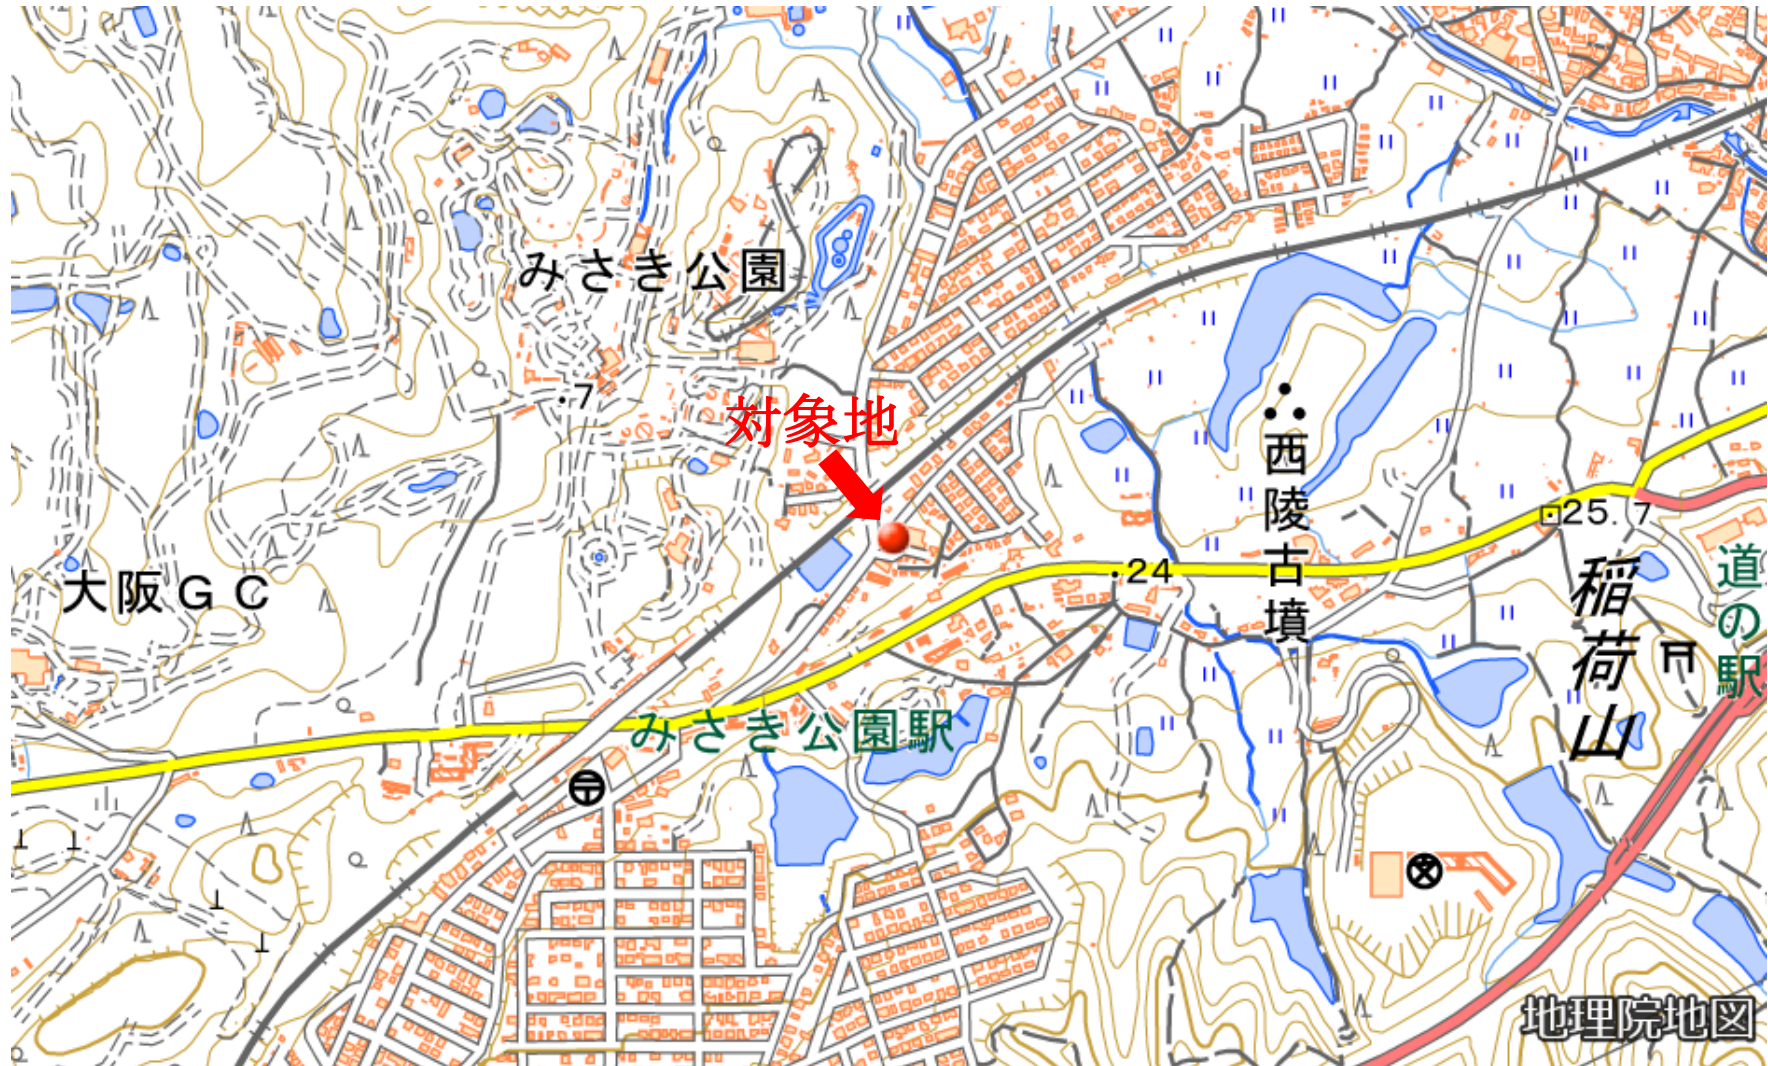 みさき公園
・7
対象地
西陵古墳
25.7
・24
大阪GC
稲荷山
道の駅
みさき公園駅
地理院地図